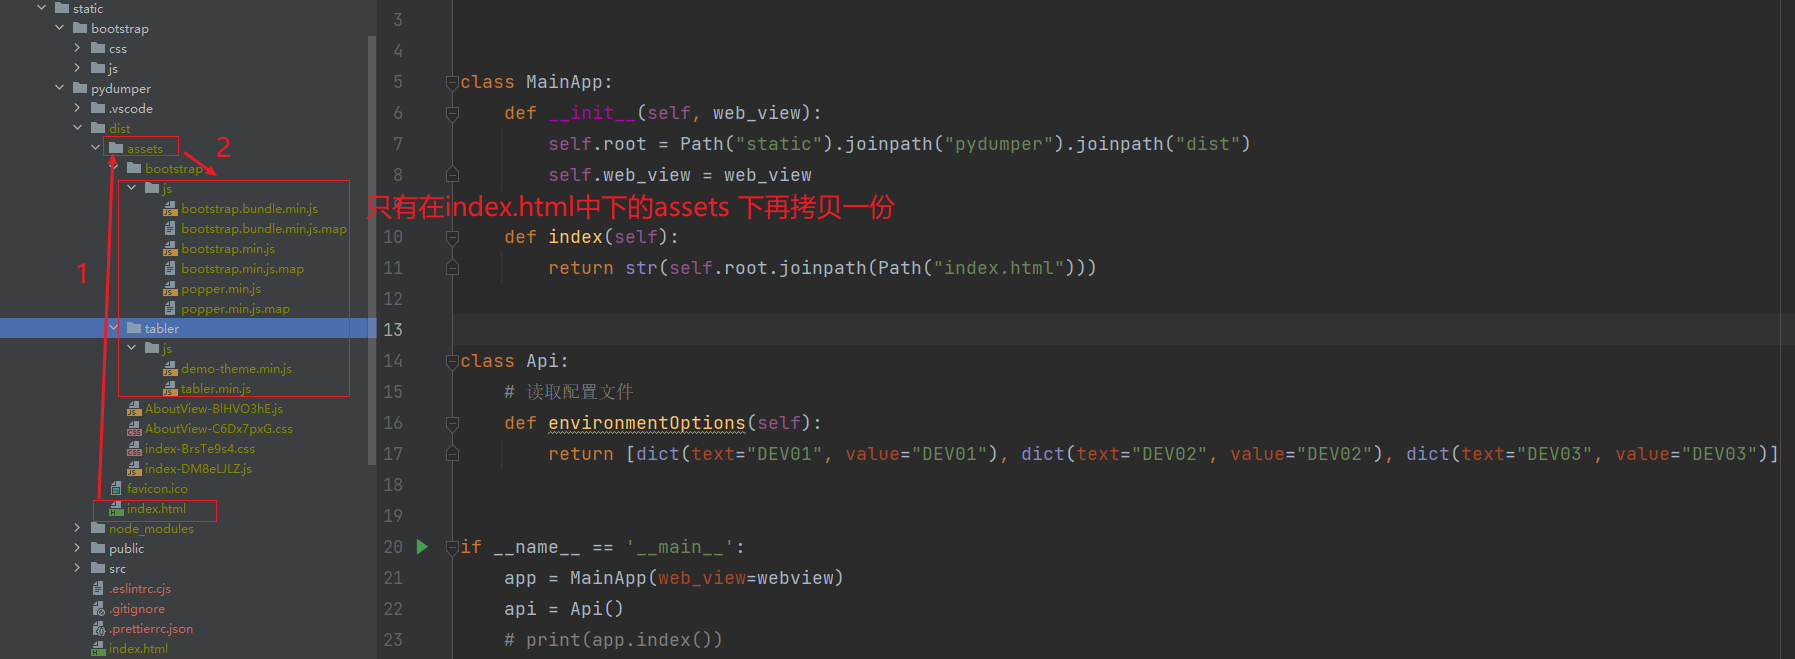 static
bootstrap
css
js
pydumper
.vscode
dist
assets
bootstrap
js
bootstrap.bundle.min.js
bootstrap.bundle.min.js.map
bootstrap.min.js
bootstrap.min.js.map
popper.min.js
popper.min.js.map
tabler
js
demo-theme.min.js
tabler.min.js
AboutView-BlHVO3hE.js
AboutView-C6Dx7pxG.css
index-BrsTe9s4.css
index-DM8eLJLZ.js
favicon.ico
index.html
node_modules
public
src
.eslintrc.cjs
.gitignore
.prettierrc.json
index.html
1
2
只有在index.html中下的assets 下再拷贝一份
3
4
5 class MainApp:
6 def __init__(self, web_view):
7 self.root = Path("static").joinpath("pydumper").joinpath("dist")
8 self.web_view = web_view
10 def index(self):
11 return str(self.root.joinpath(Path("index.html")))
12
13
14 class Api:
15 # 读取配置文件
16 def environmentOptions(self):
17 return [dict(text="DEV01", value="DEV01"), dict(text="DEV02", value="DEV02"), dict(text="DEV03", value="DEV03")]
18
19
20 if __name__ == '__main__':
21 app = MainApp(web_view=webview)
22 api = Api()
23 # print(app.index())